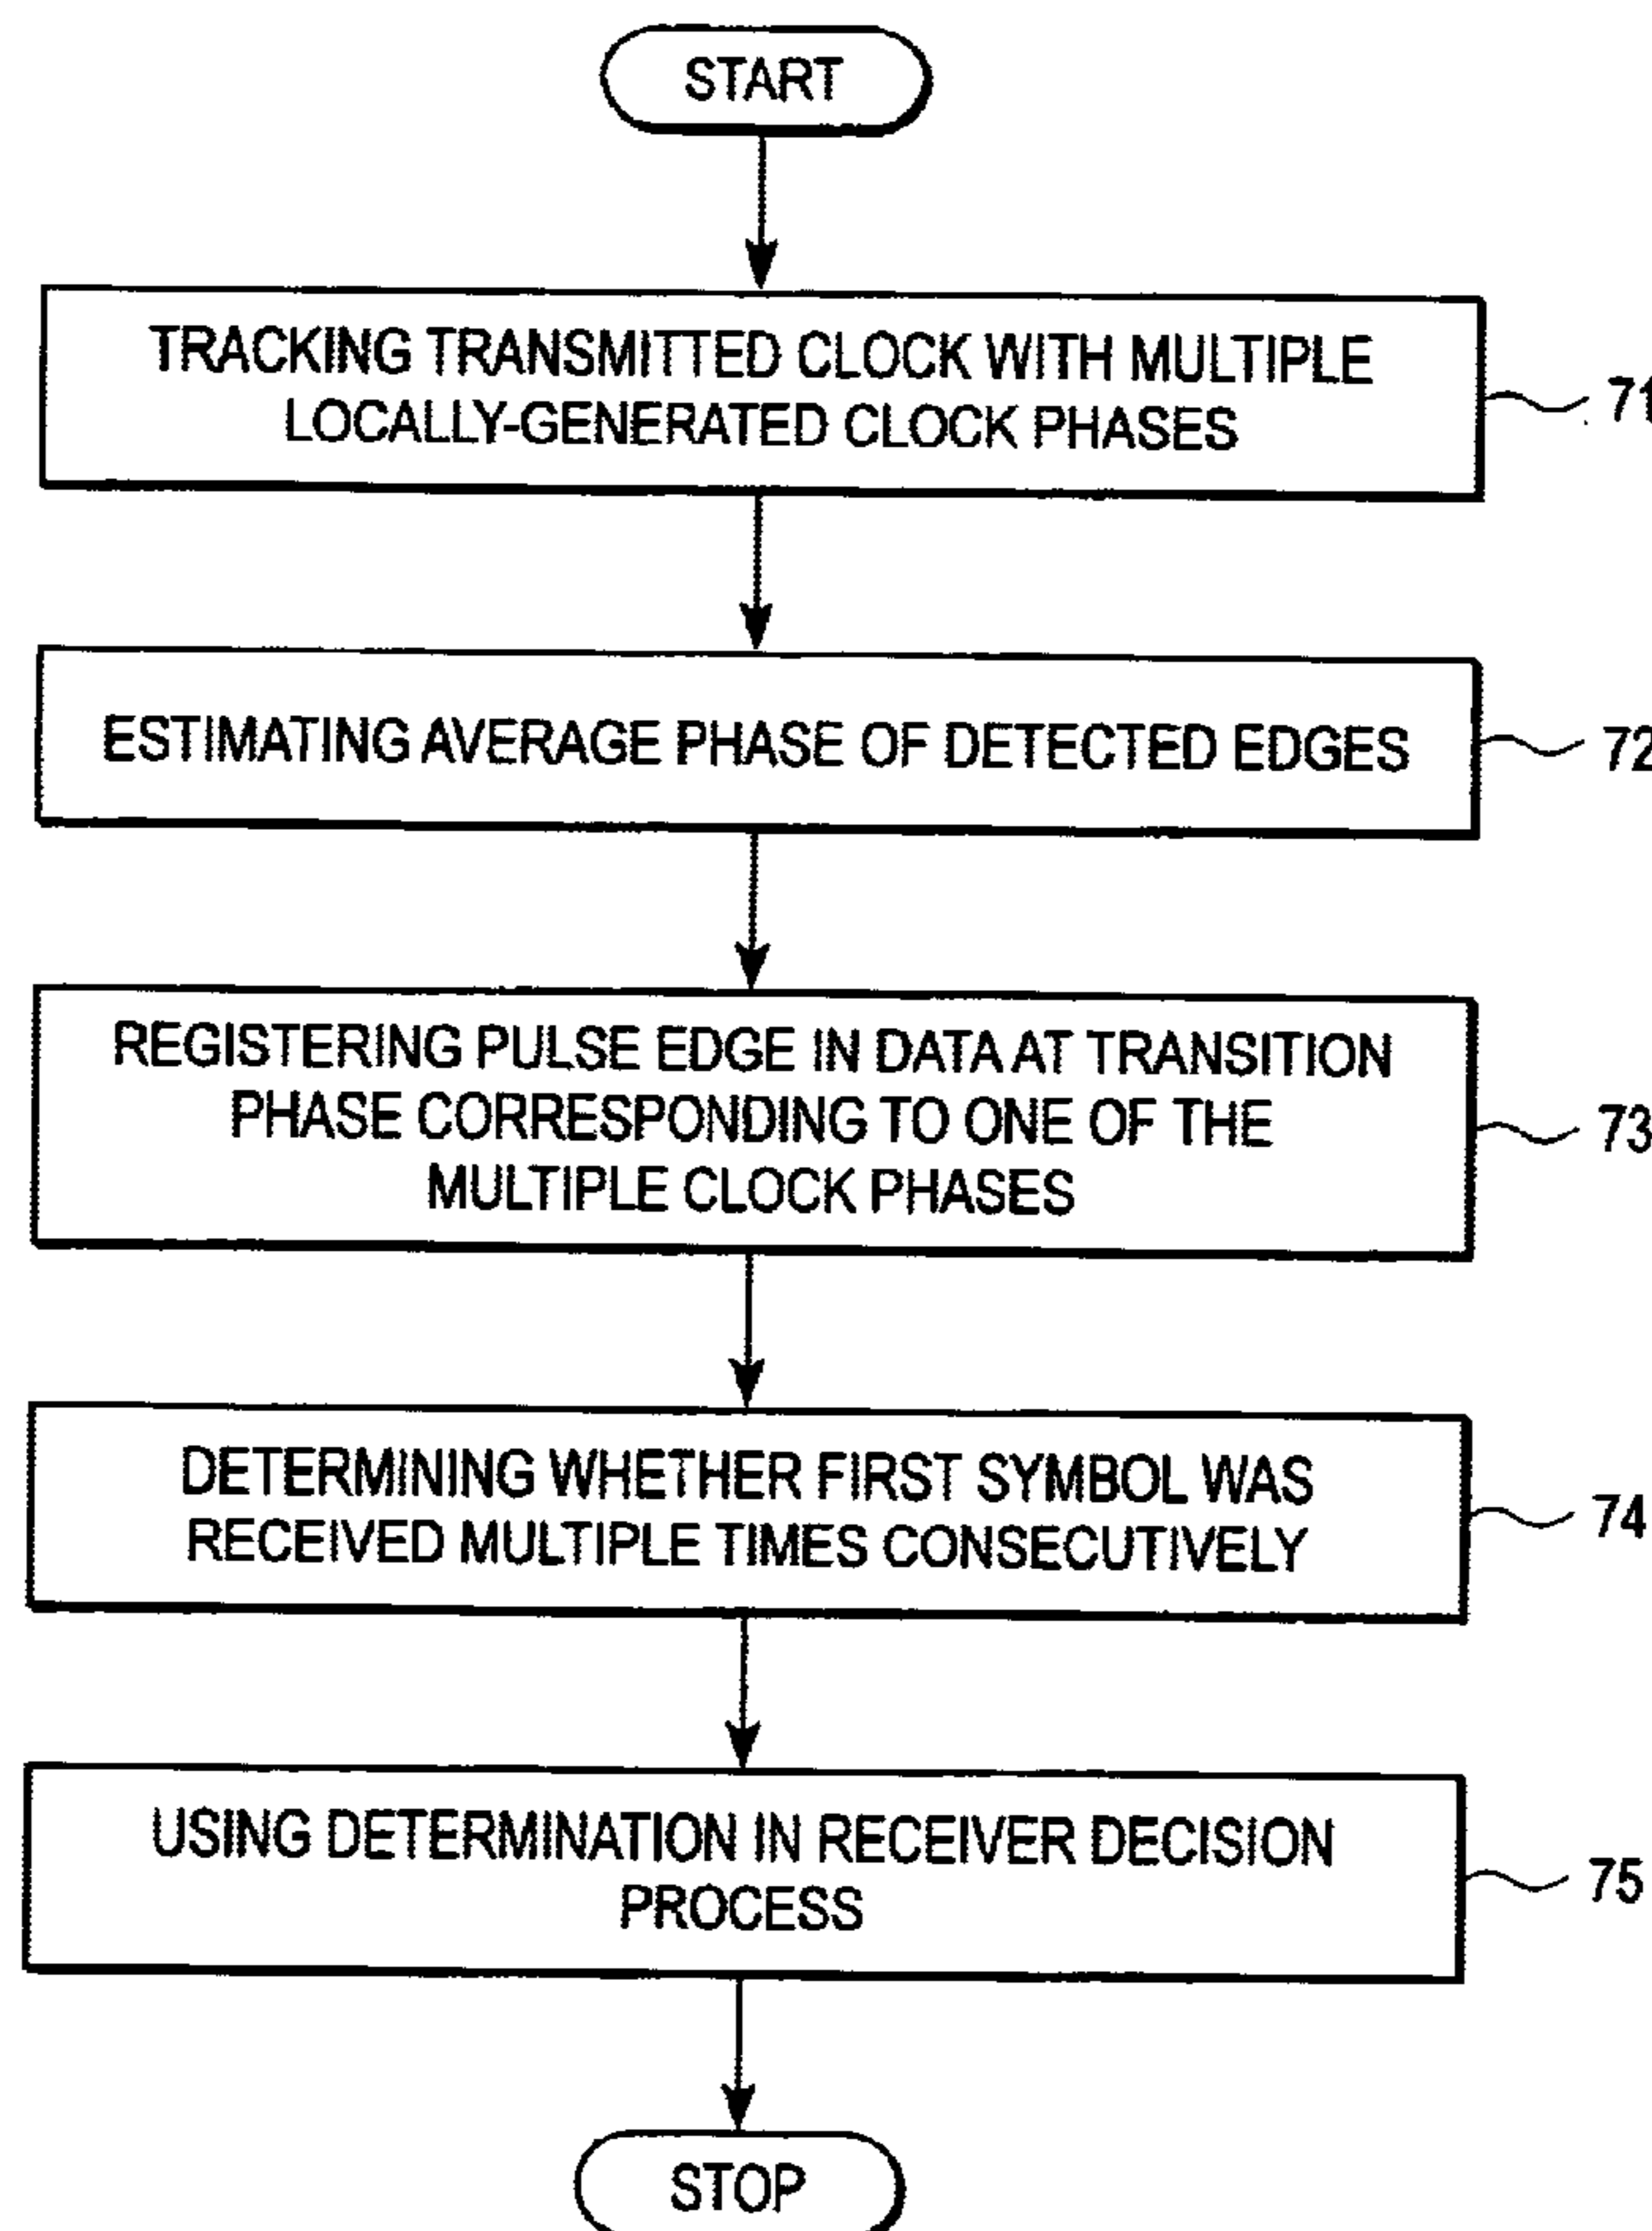 START
TRACKING TRANSMITTED CLOCK WITH MULTIPLE
LOCALLY-GENERATED CLOCK PHASES
71
ESTIMATING AVERAGE PHASE OF DETECTED EDGES
72
REGISTERING PULSE EDGE IN DATA AT TRANSITION
PHASE CORRESPONDING TO ONE OF THE
MULTIPLE CLOCK PHASES
73
DETERMINING WHETHER FIRST SYMBOL WAS
RECEIVED MULTIPLE TIMES CONSECUTIVELY
74
USING DETERMINATION IN RECEIVER DECISION
PROCESS
75
STOP